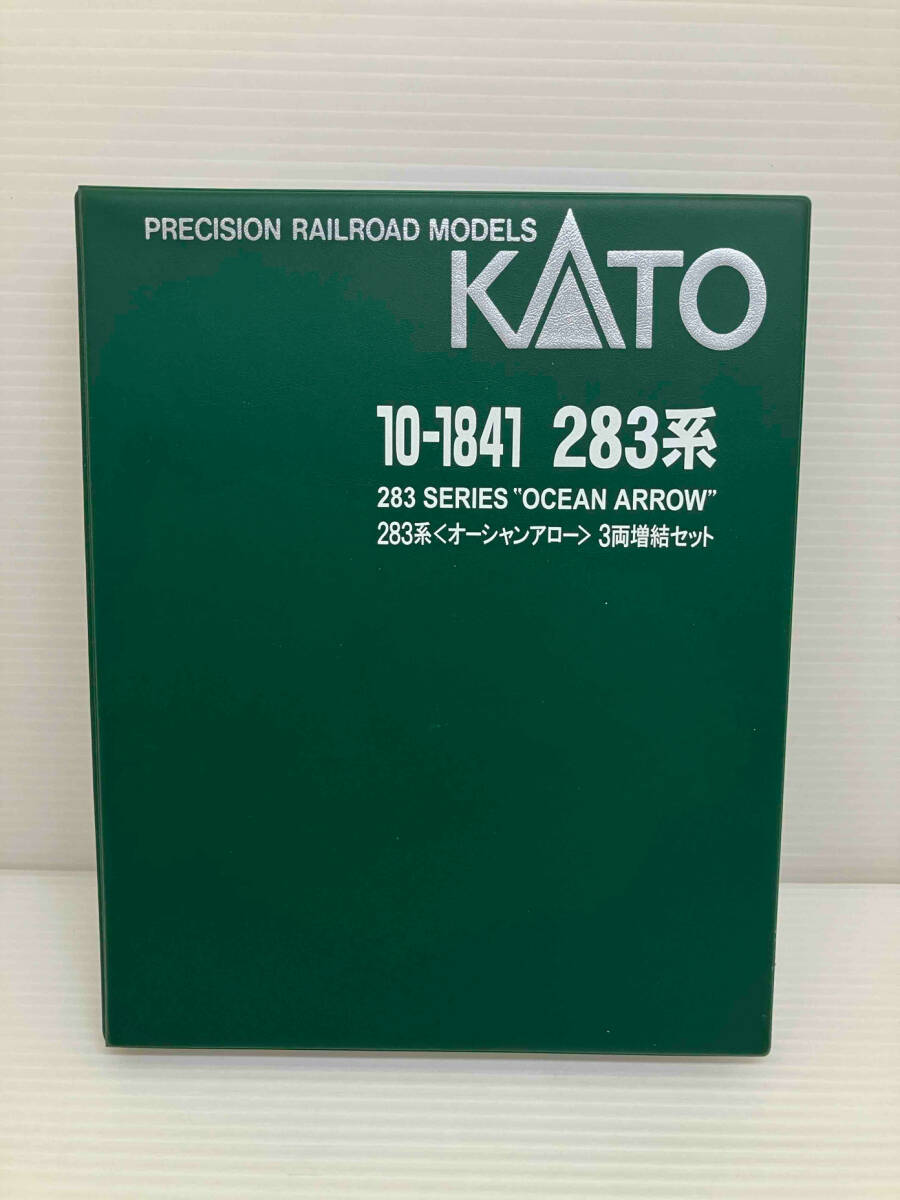 PRECISION RAILROAD MODELS
KATO
10-1841 283系
283 SERIES "OCEAN ARROW"
283系<オーシャンアロー> 3両増結セット